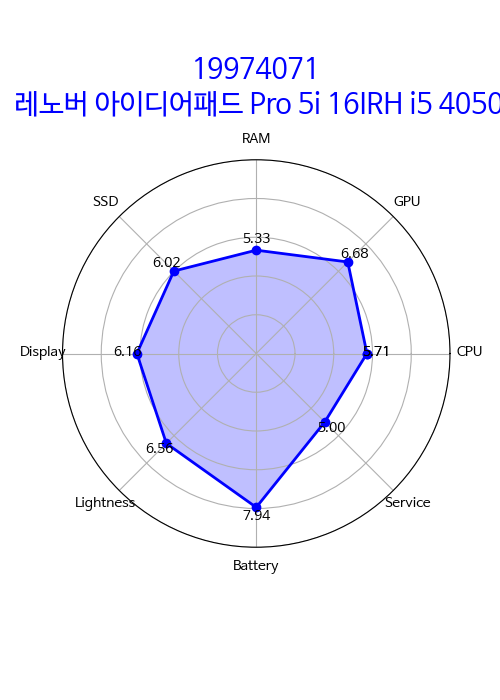 19974071
레노버 아이디어패드 Pro 5i 16IRH i5 4050
RAM
SSD
GPU
5.33
6.68
6.02
Display
6.16
5.71
CPU
5.00
6.56
Lightness
Service
7.94
Battery